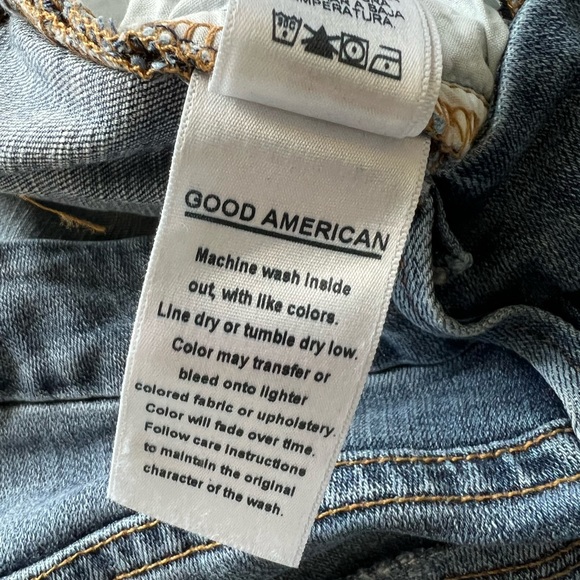 TEMPERATURA.
GOOD AMERICAN
Machine wash inside
out, with like colors.
Line dry or tumble dry low.
Color may transfer or
bleed onto lighter
colored fabric or upholstery.
Color will fade over time.
Follow care instructions
to maintain the original
character of the wash.